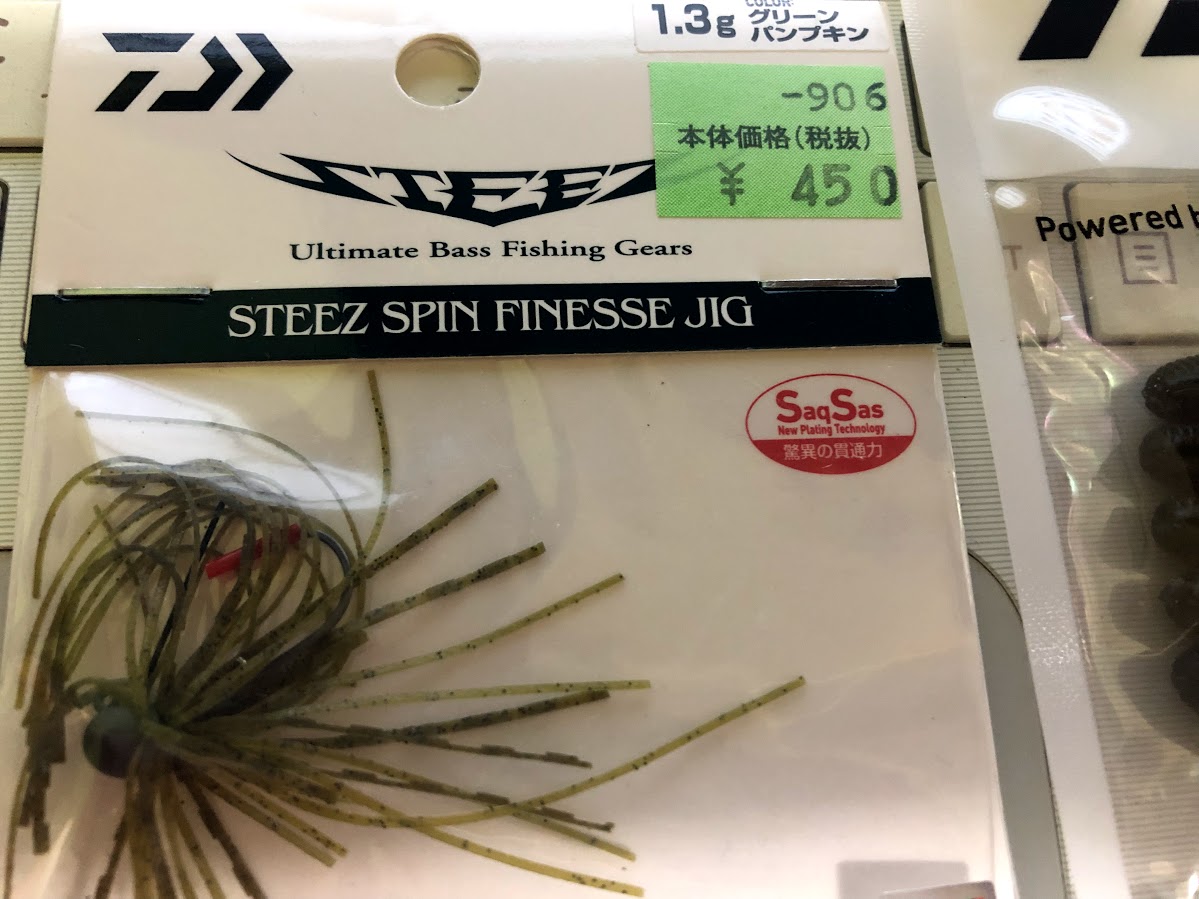 COLOR:
1.3g グリーン
パンプキン
-906
本体価格(税抜)
¥ 450
STEEZ
Ultimate Bass Fishing Gears
STEEZ SPIN FINESSE JIG
SaqSas
New Plating Technology
驚異の貫通力
Powered